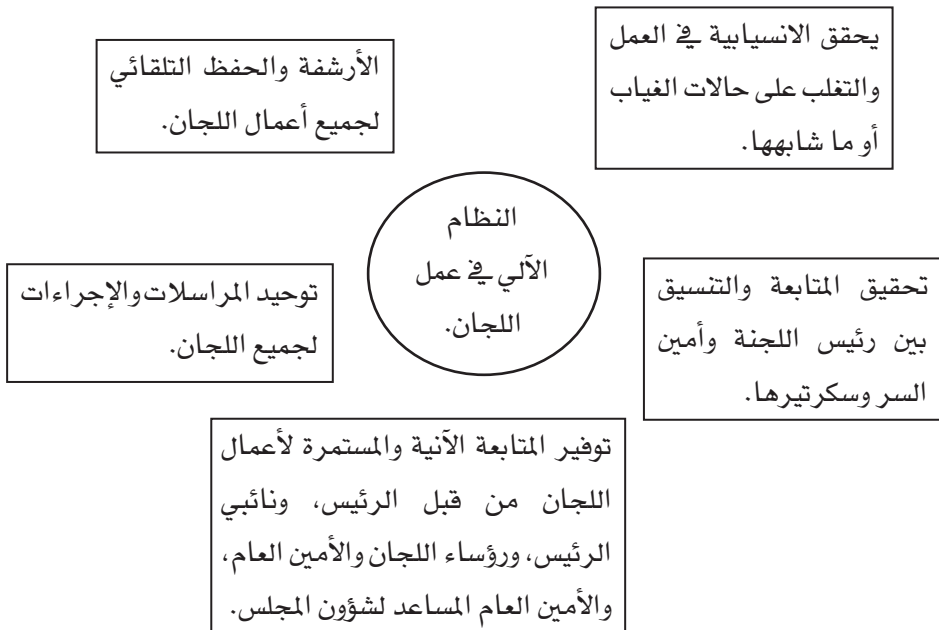 يحقق الانسيابية في العمل
والتغلب على حالات الغياب
أو ما شابهها.
الأرشفة والحفظ التلقائي
لجميع أعمال اللجان.
النظام
الآلي في عمل
اللجان.
تحقيق المتابعة والتنسيق
بين رئيس اللجنة وأمين
السر وسكرتيرها.
توحيد المراسلات والإجراءات
لجميع اللجان.
توفير المتابعة الآنية والمستمرة لأعمال
اللجان من قبل الرئيس، ونائبي
الرئيس، ورؤساء اللجان والأمين العام،
والأمين العام المساعد لشؤون المجلس.